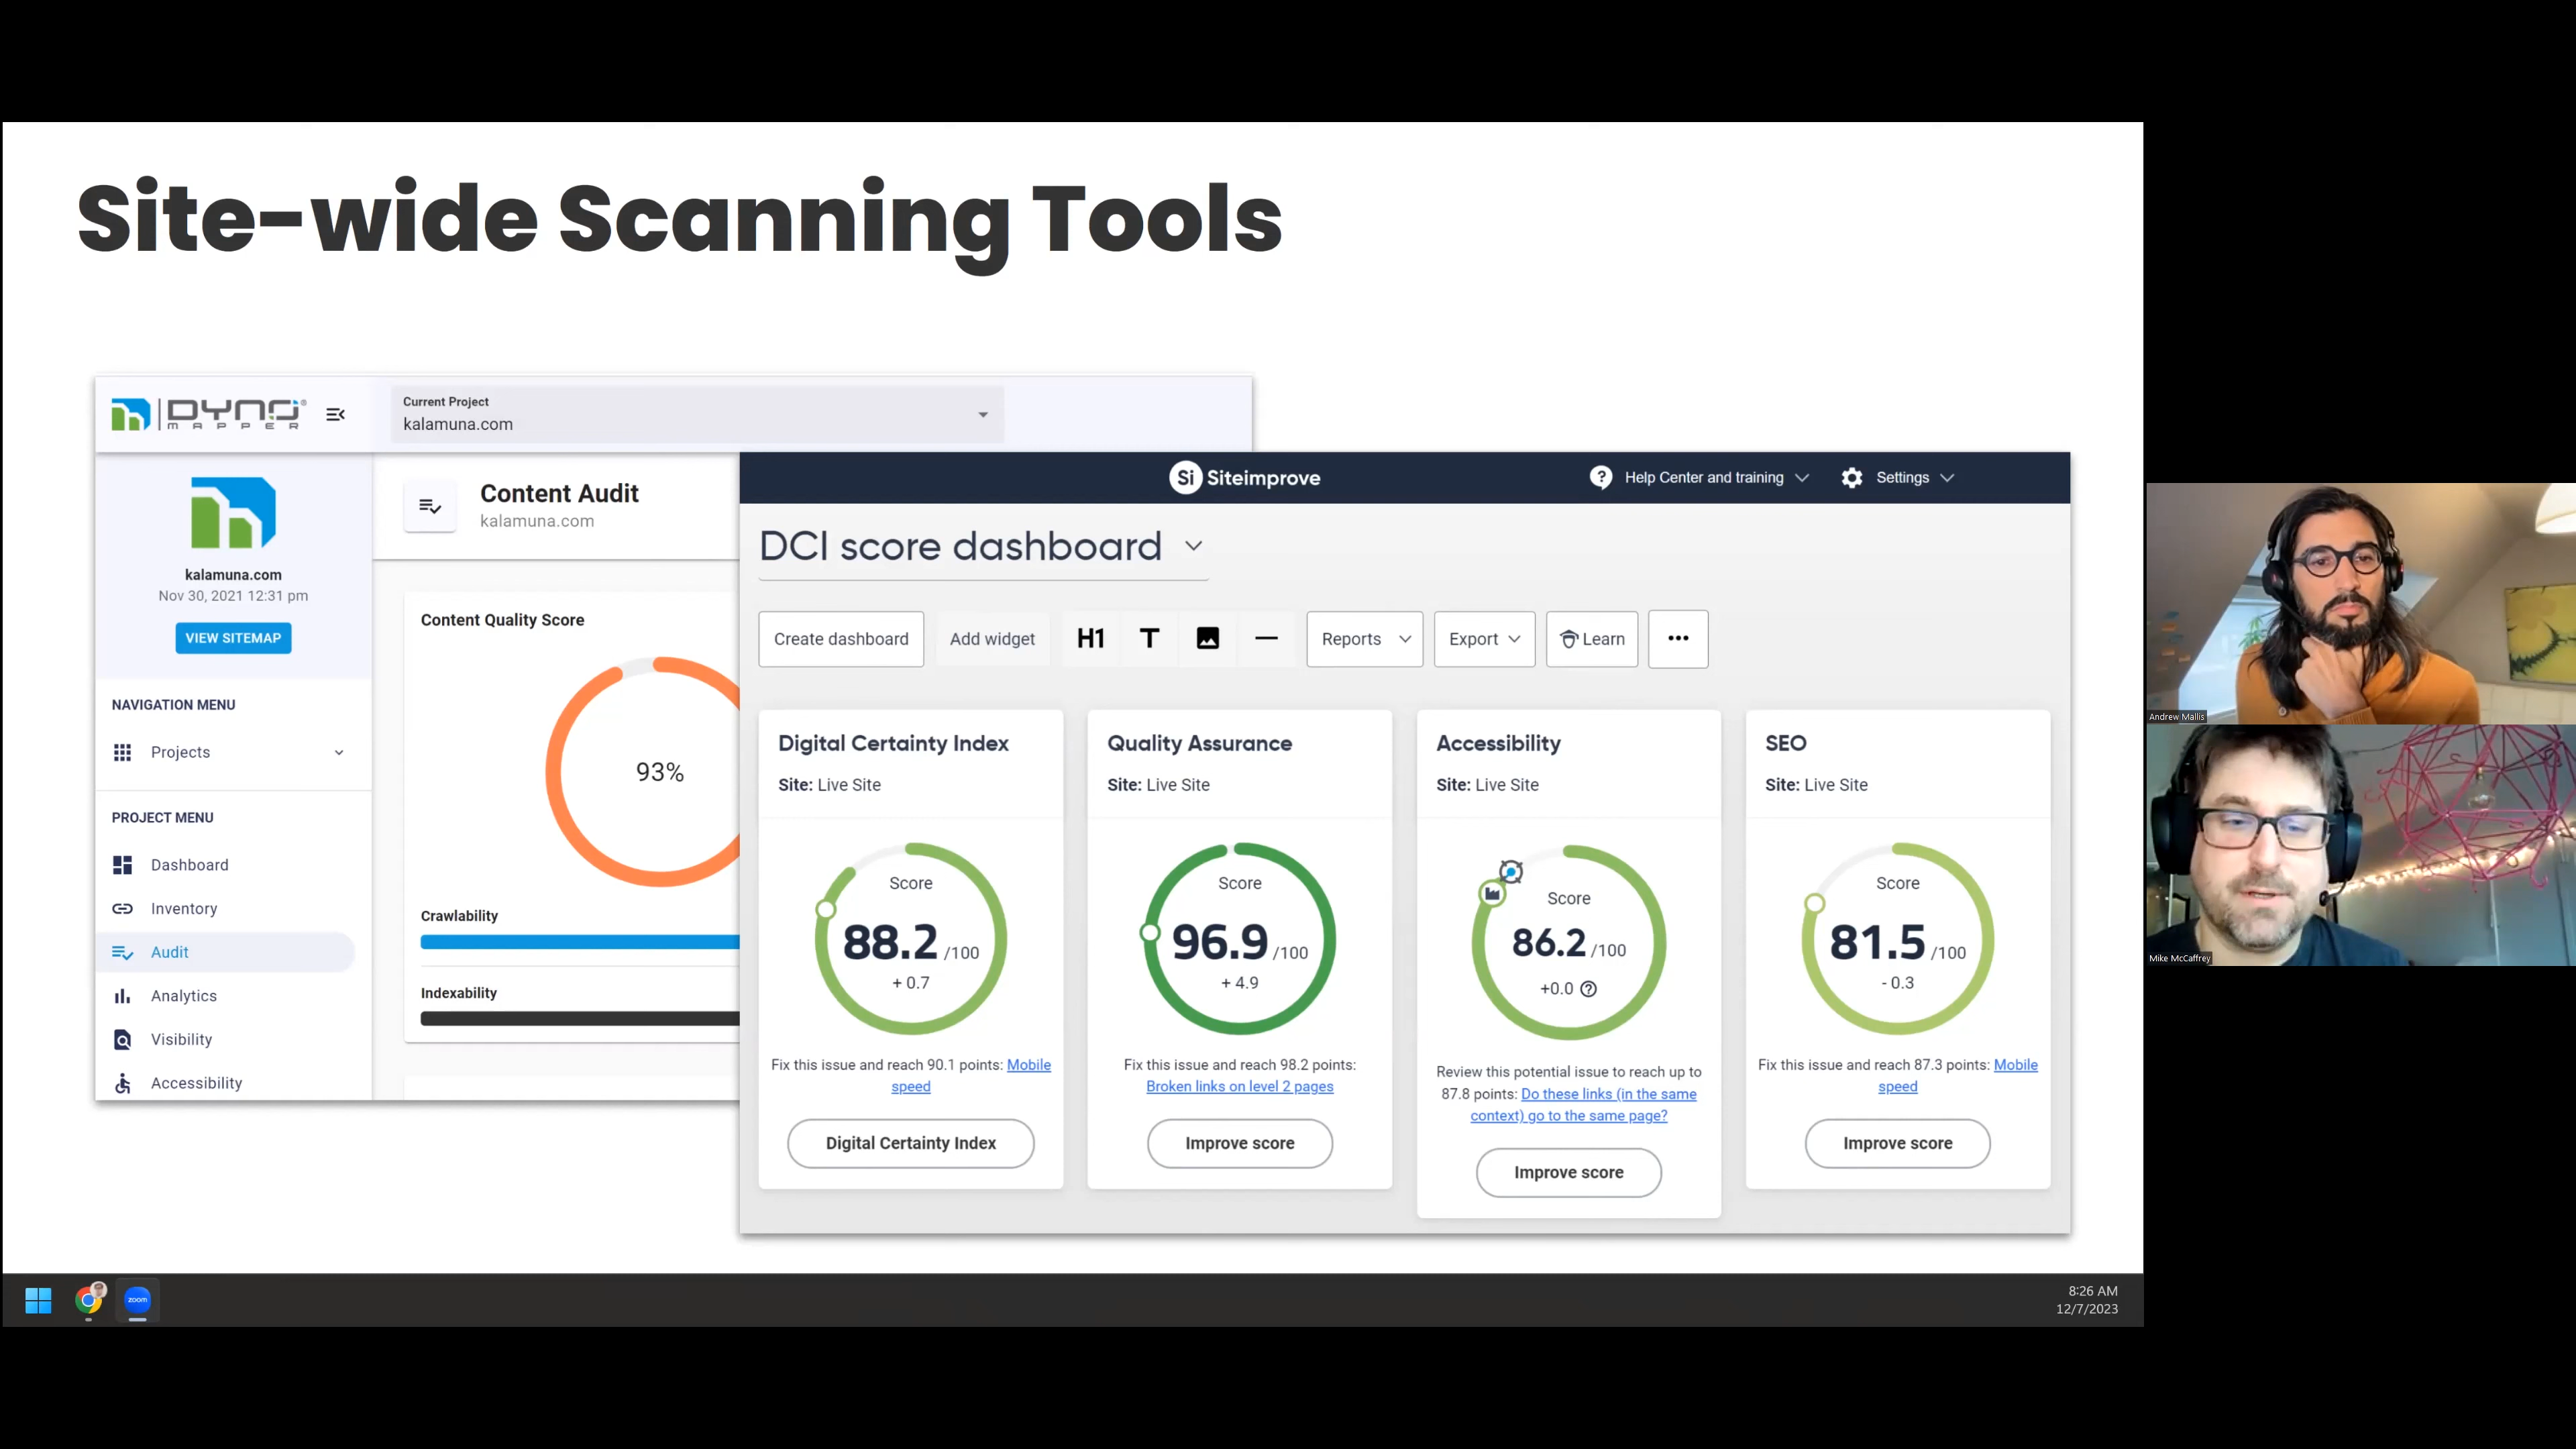 Site-wide Scanning Tools
DYNO MAPPER®
Current Project
kalamuna.com
kalamuna.com
Nov 30, 2021 12:31 pm
VIEW SITEMAP
NAVIGATION MENU
Projects
PROJECT MENU
Dashboard
Inventory
Audit
Analytics
Visibility
Accessibility
Content Audit
kalamuna.com
Content Quality Score
93%
Crawlability
Indexability
Si Siteimprove
? Help Center and training
Settings
DCI score dashboard
Create dashboard
Add widget
H1
T
Reports
Export
Learn
Digital Certainty Index
Site: Live Site
Score
88.2 /100
+ 0.7
Fix this issue and reach 90.1 points: Mobile
speed
Digital Certainty Index
Quality Assurance
Site: Live Site
Score
96.9 /100
+ 4.9
Fix this issue and reach 98.2 points:
Broken links on level 2 pages
Improve score
Accessibility
Site: Live Site
Score
86.2 /100
+0.0 ?
Review this potential issue to reach up to
87.8 points: Do these links (in the same
context) go to the same page?
Improve score
SEO
Site: Live Site
Score
81.5 /100
- 0.3
Fix this issue and reach 87.3 points: Mobile
speed
Improve score
Andrew Mallis
Mike McCaffrey
zoom
8:26 AM
12/7/2023